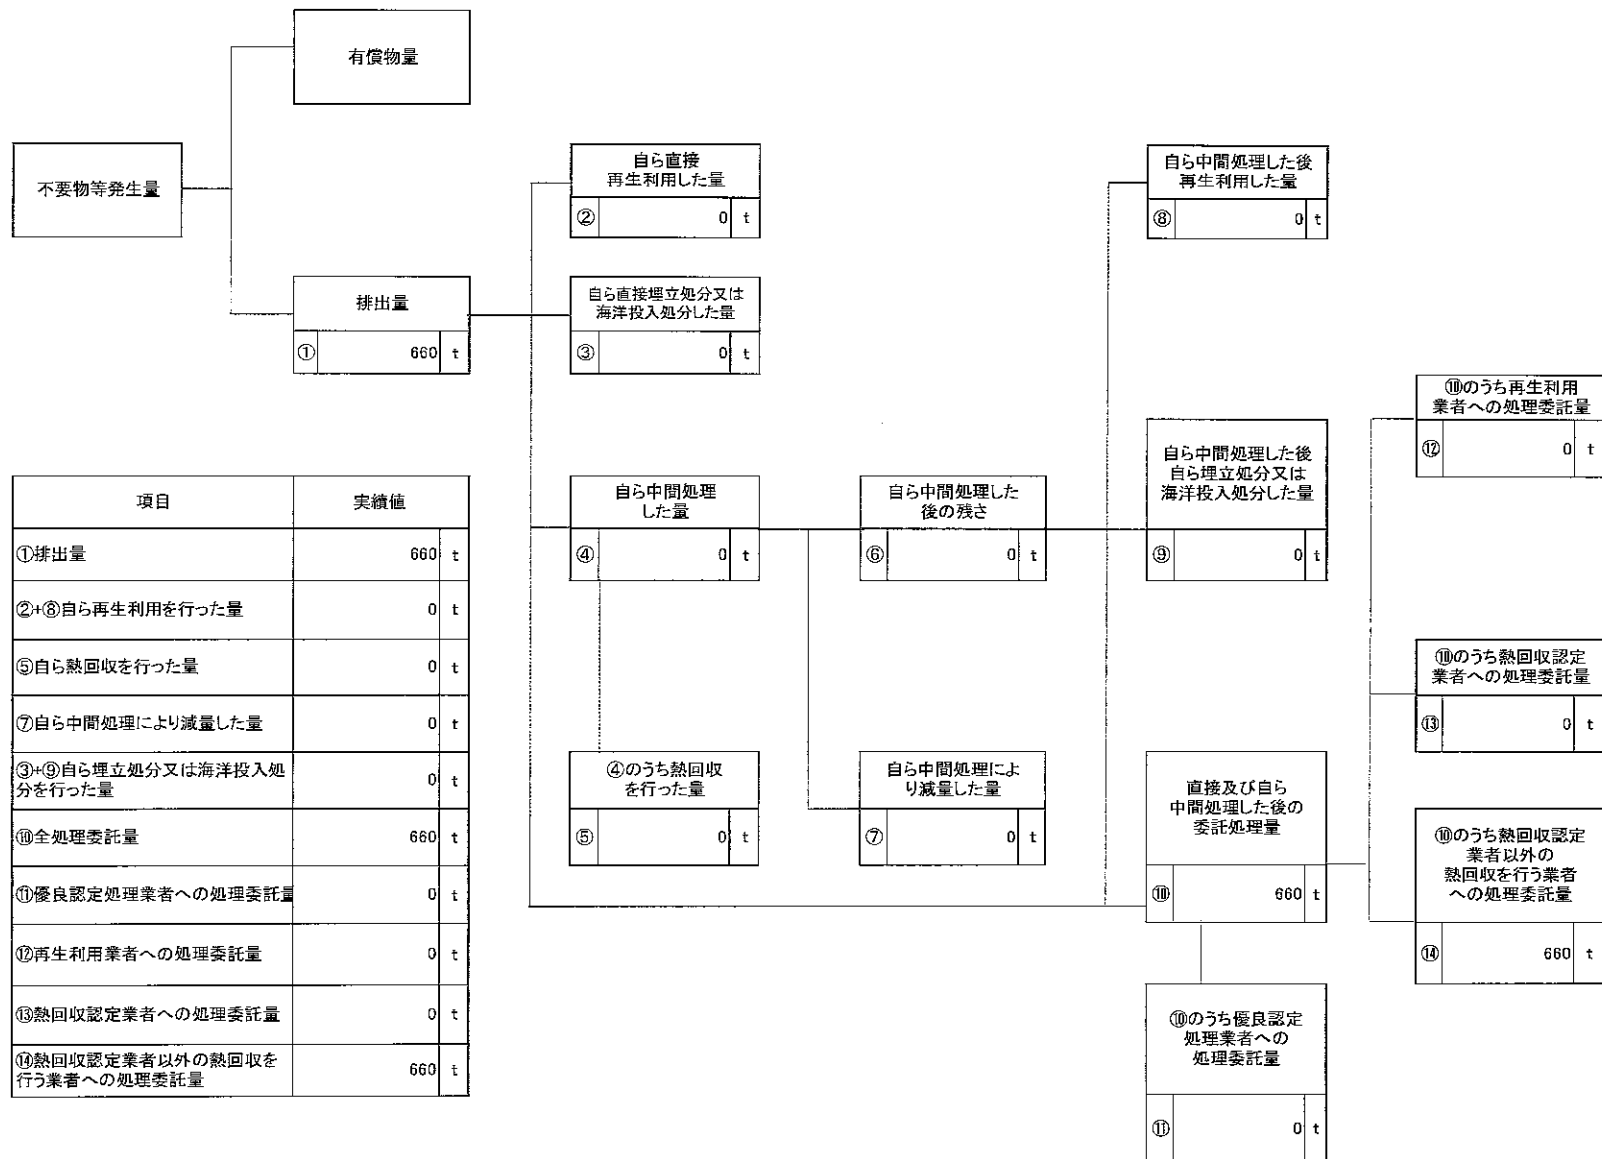 有償物量
不要物等発生量
排出量
① 660 t
自ら直接
再生利用した量
② 0 t
自ら直接埋立処分又は
海洋投入処分した量
③ 0 t
自ら中間処理
した量
④ 0 t
④のうち熱回収
を行った量
⑤ 0 t
自ら中間処理した
後の残さ
⑥ 0 t
自ら中間処理によ
り減量した量
⑦ 0 t
自ら中間処理した後
再生利用した量
⑧ 0 t
自ら中間処理した後
自ら埋立処分又は
海洋投入処分した量
⑨ 0 t
直接及び自ら
中間処理した後の
委託処理量
⑩ 660 t
⑩のうち優良認定
処理業者への
処理委託量
⑪ 0 t
⑩のうち再生利用
業者への処理委託量
⑫ 0 t
⑩のうち熱回収認定
業者への処理委託量
⑬ 0 t
⑩のうち熱回収認定
業者以外の
熱回収を行う業者
への処理委託量
⑭ 660 t
項目 実績値
①排出量 660 t
②+⑧自ら再生利用を行った量 0 t
⑤自ら熱回収を行った量 0 t
⑦自ら中間処理により減量した量 0 t
③+⑨自ら埋立処分又は海洋投入処
分を行った量 0 t
⑩全処理委託量 660 t
⑪優良認定処理業者への処理委託量 0 t
⑫再生利用業者への処理委託量 0 t
⑬熱回収認定業者への処理委託量 0 t
⑭熱回収認定業者以外の熱回収を
行う業者への処理委託量 660 t